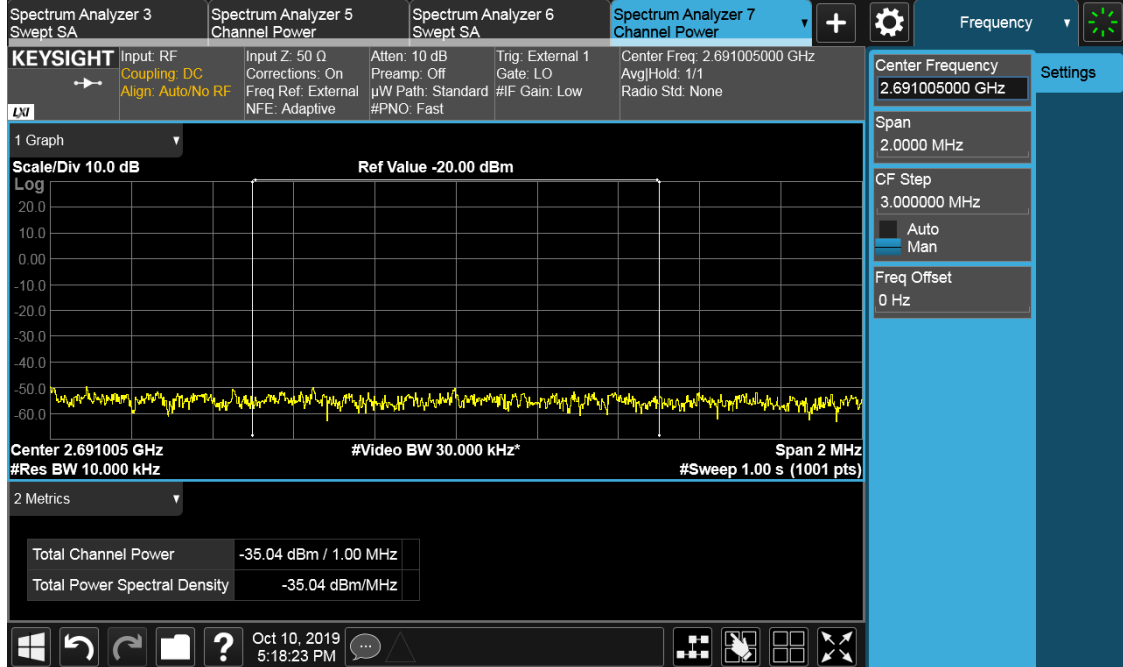 Spectrum Analyzer 3
Swept SA
Spectrum Analyzer 5
Channel Power
Spectrum Analyzer 6
Swept SA
Spectrum Analyzer 7
Channel Power
Frequency
KEYSIGHT
LXI
Input: RF
Coupling: DC
Align: Auto/No RF
Input Z: 50 Ω
Corrections: On
Freq Ref: External
NFE: Adaptive
Atten: 10 dB
Preamp: Off
µW Path: Standard
#PNO: Fast
Trig: External 1
Gate: LO
#IF Gain: Low
Center Freq: 2.691005000 GHz
Avg|Hold: 1/1
Radio Std: None
Center Frequency
2.691005000 GHz
Settings
Span
2.0000 MHz
CF Step
3.000000 MHz
Auto
Man
Freq Offset
0 Hz
1 Graph
Scale/Div 10.0 dB
Ref Value -20.00 dBm
Log
20.0
10.0
0.00
-10.0
-20.0
-30.0
-40.0
-50.0
-60.0
Center 2.691005 GHz
#Video BW 30.000 kHz*
Span 2 MHz
#Res BW 10.000 kHz
#Sweep 1.00 s (1001 pts)
2 Metrics
Total Channel Power -35.04 dBm / 1.00 MHz
Total Power Spectral Density -35.04 dBm/MHz
?
Oct 10, 2019
5:18:23 PM